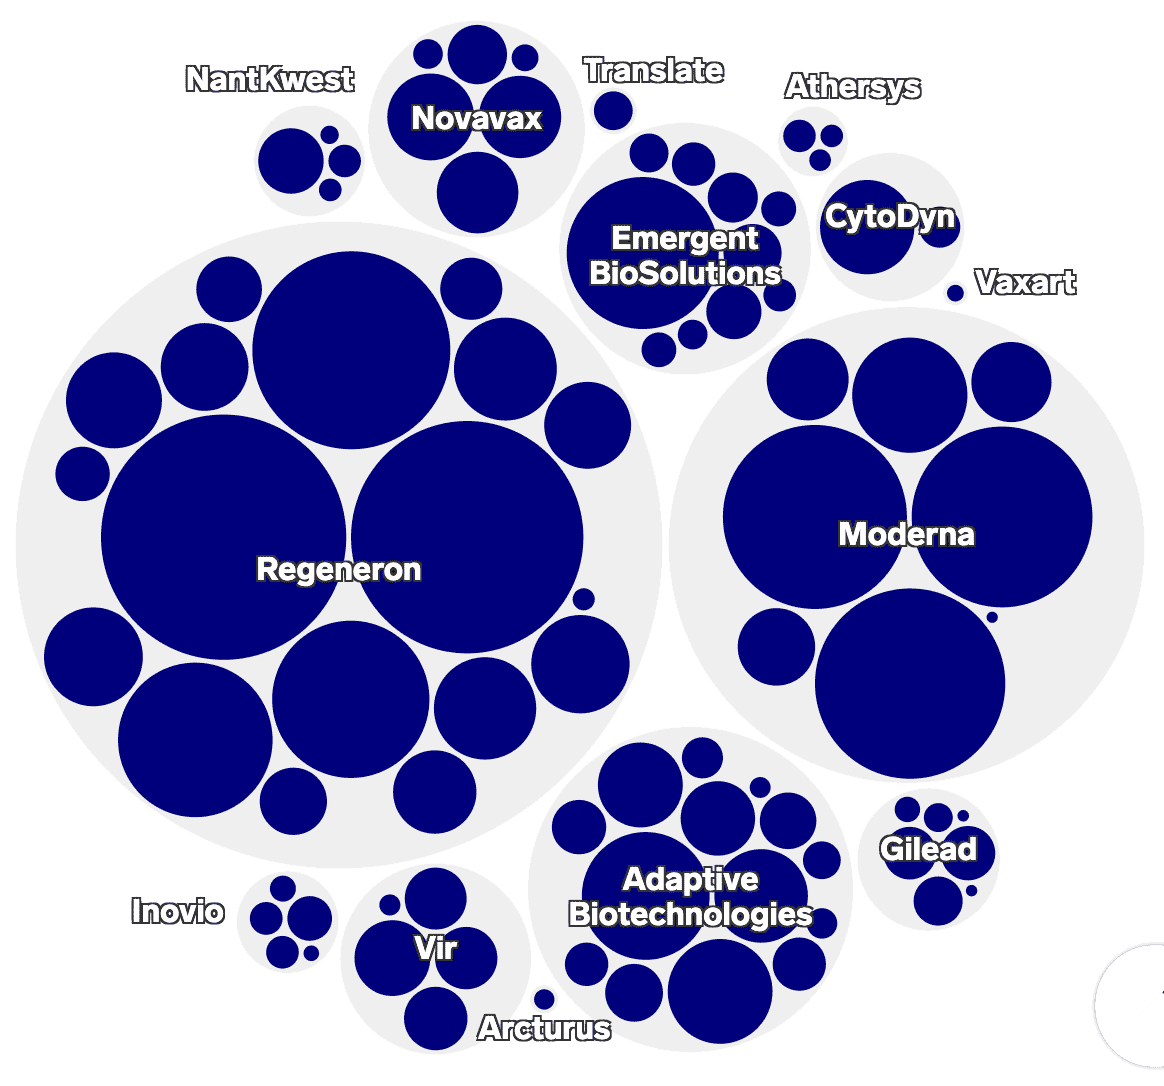 Translate
NantKwest
Athersys
Novavax
CytoDyn
Emergent
BioSolutions
Vaxart
Moderna
Regeneron
Gilead
Adaptive
Biotechnologies
Inovio
Vir
Arcturus